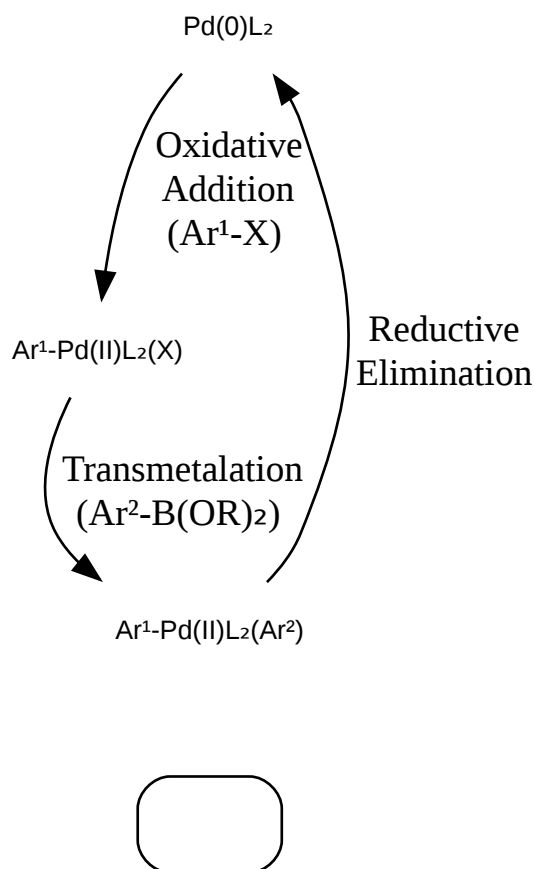 Pd(0)L₂
Oxidative
Addition
(Ar¹-X)
Ar¹-Pd(II)L₂(X)
Reductive
Elimination
Transmetalation
(Ar²-B(OR)₂)
Ar¹-Pd(II)L₂(Ar²)